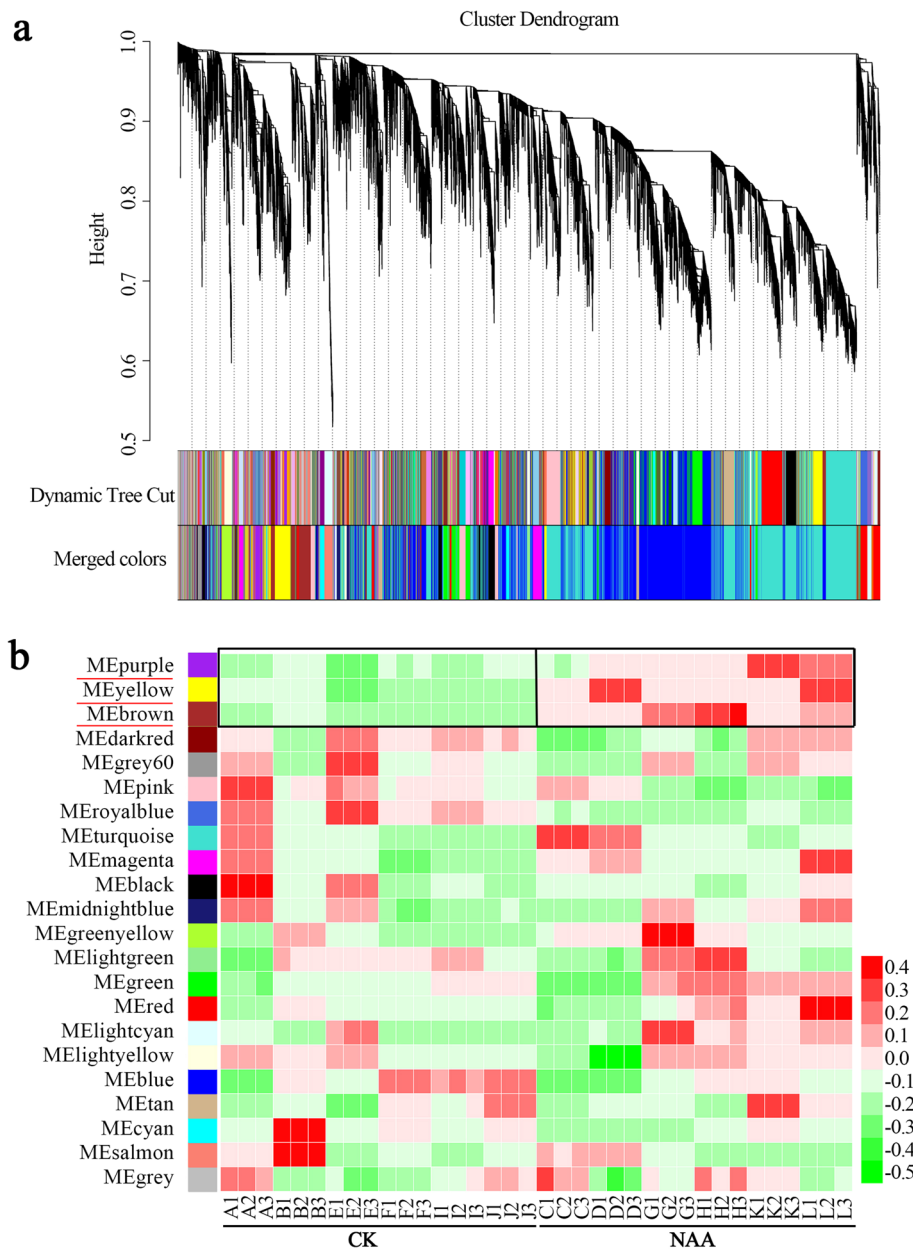 a
Cluster Dendrogram
Height
1.0
0.9
0.8
0.7
0.6
0.5
Dynamic Tree Cut
Merged colors
b
MEpurple
MEyellow
MEbrown
MEdarkred
MEgrey60
MEpink
MEroyalblue
MEturquoise
MEmagenta
MEblack
MEmidnightblue
MEgreenyellow
MElightgreen
MEgreen
MEred
MElightcyan
MElightyellow
MEblue
MEtan
MEcyan
MEsalmon
MEgrey
0.4
0.3
0.2
0.1
0.0
-0.1
-0.2
-0.3
-0.4
-0.5
A1 A2 A3 B1 B2 B3 E1 E2 E3 F1 F2 F3 I1 I2 I3 J1 J2 J3 C1 C2 C3 D1 D2 D3 G1 G2 G3 H1 H2 H3 K1 K2 K3 L1 L2 L3
CK NAA